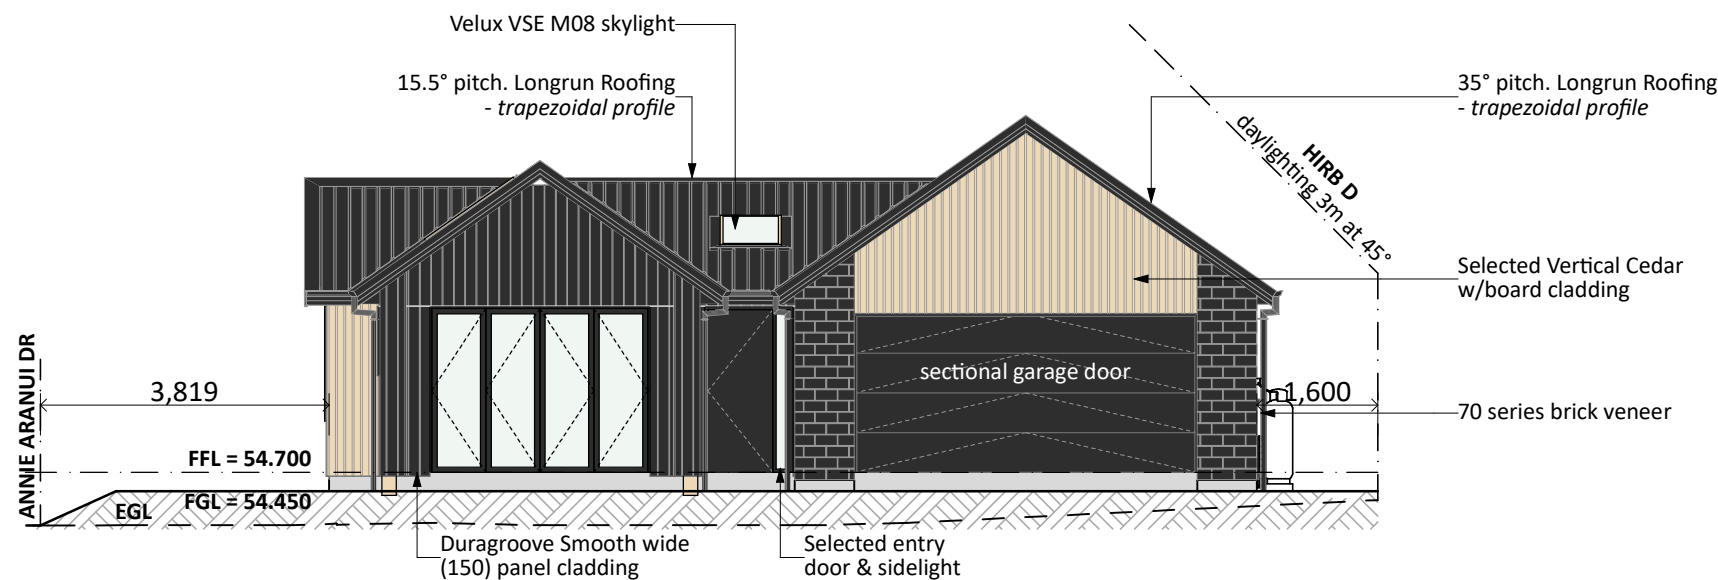 Velux VSE M08 skylight
15.5° pitch. Longrun Roofing
- trapezoidal profile
35° pitch. Longrun Roofing
- trapezoidal profile
HIRB D
daylighting 3m at 45°
Selected Vertical Cedar
w/board cladding
sectional garage door
ANNIE ARANUI DR
3,819
1,600
70 series brick veneer
FFL = 54.700
FGL = 54.450
EGL
Duragroove Smooth wide
(150) panel cladding
Selected entry
door & sidelight